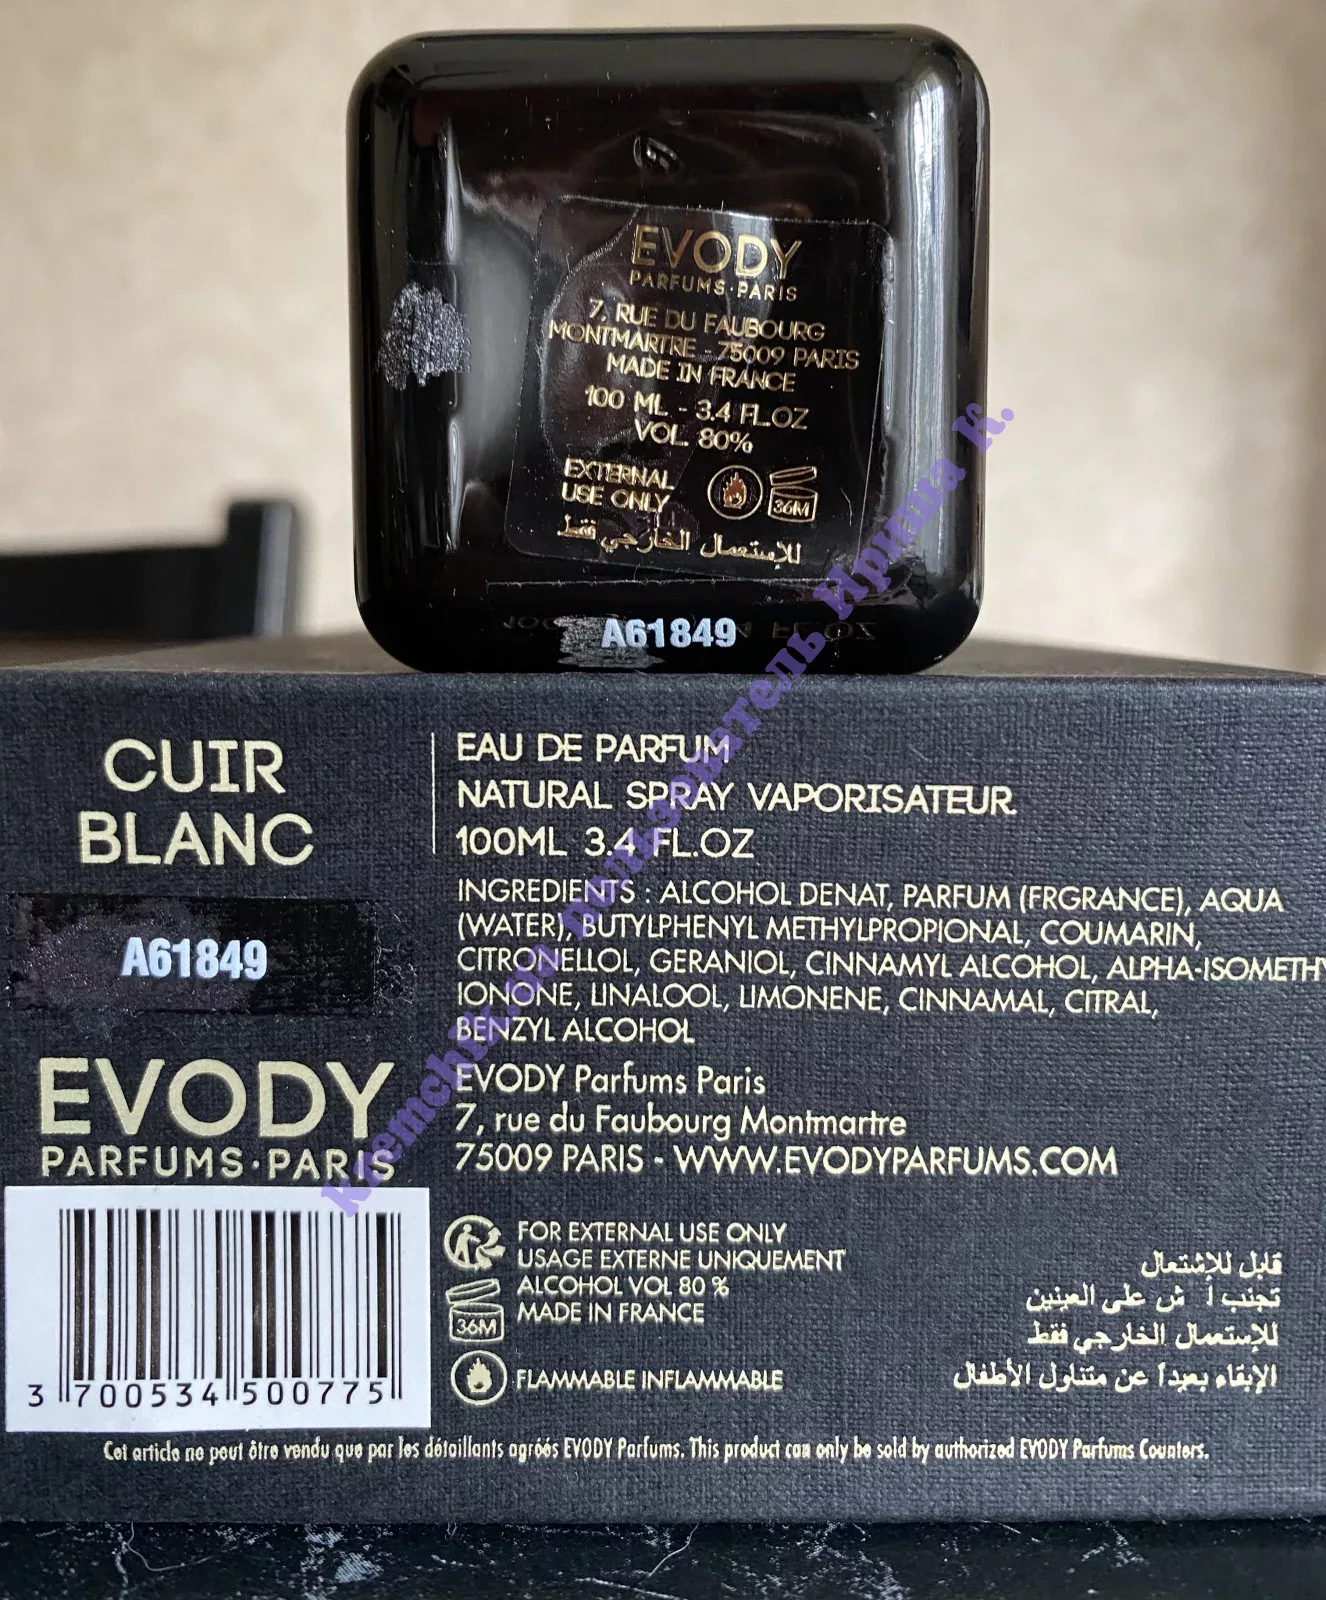 EVODY
PARFUMS·PARIS
7, RUE DU FAUBOURG
MONTMARTRE - 75009 PARIS
MADE IN FRANCE
100 ML - 3.4 FL.OZ
VOL. 80%
EXTERNAL
USE ONLY
36M
للإستعمال الخارجي فقط
A61849
CUIR
BLANC
A61849
EVODY
PARFUMS·PARIS
3 700534 500775
EAU DE PARFUM
NATURAL SPRAY VAPORISATEUR
100ML 3.4 FL.OZ
INGREDIENTS : ALCOHOL DENAT, PARFUM (FRGRANCE), AQUA
(WATER), BUTYLPHENYL METHYLPROPIONAL, COUMARIN,
CITRONELLOL, GERANIOL, CINNAMYL ALCOHOL, ALPHA-ISOMETHY
IONONE, LINALOOL, LIMONENE, CINNAMAL, CITRAL,
BENZYL ALCOHOL
EVODY Parfums Paris
7, rue du Faubourg Montmartre
75009 PARIS - WWW.EVODYPARFUMS.COM
FOR EXTERNAL USE ONLY
USAGE EXTERNE UNIQUEMENT
ALCOHOL VOL 80 %
MADE IN FRANCE
36M
FLAMMABLE INFLAMMABLE
قابل للإشتعال
تجنب ش على العينين
للإستعمال الخارجي فقط
الإبقاء بعيدا عن متناول الأطفال
Cet article ne peut être vendu que par les détaillants agréés EVODY Parfums. This product can only be sold by authorized EVODY Parfums Counters.
kremchik.ua пользователь Ириша К.